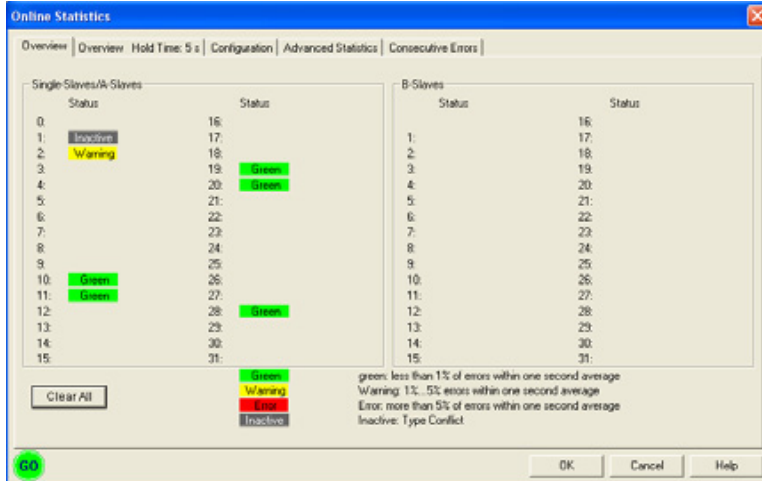 Online Statistics
Overview Overview Hold Time: 5 s Configuration Advanced Statistics Consecutive Errors
Single-Slaves/A-Slaves
Status Status
0: 16:
1: Inactive 17:
2: Warning 18:
3: 19: Green
4: 20: Green
5: 21:
6: 22:
7: 23:
8: 24:
9: 25:
10: Green 26:
11: Green 27:
12: 28: Green
13: 29:
14: 30:
15: 31:
B-Slaves
Status Status
16:
1: 17:
2: 18:
3: 19:
4: 20:
5: 21:
6: 22:
7: 23:
8: 24:
9: 25:
10: 26:
11: 27:
12: 28:
13: 29:
14: 30:
15: 31:
Clear All
Green green: less than 1% of errors within one second average
Warning Warning: 1%...5% errors within one second average
Error Error: more than 5% of errors within one second average
Inactive Inactive: Type Conflict
GO OK Cancel Help